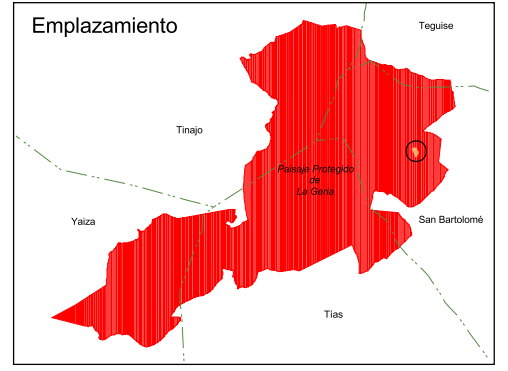 Emplazamiento
Teguise
Tinajo
Paisaje Protegido
de
La Geria
Yaiza
San Bartolomé
Tías